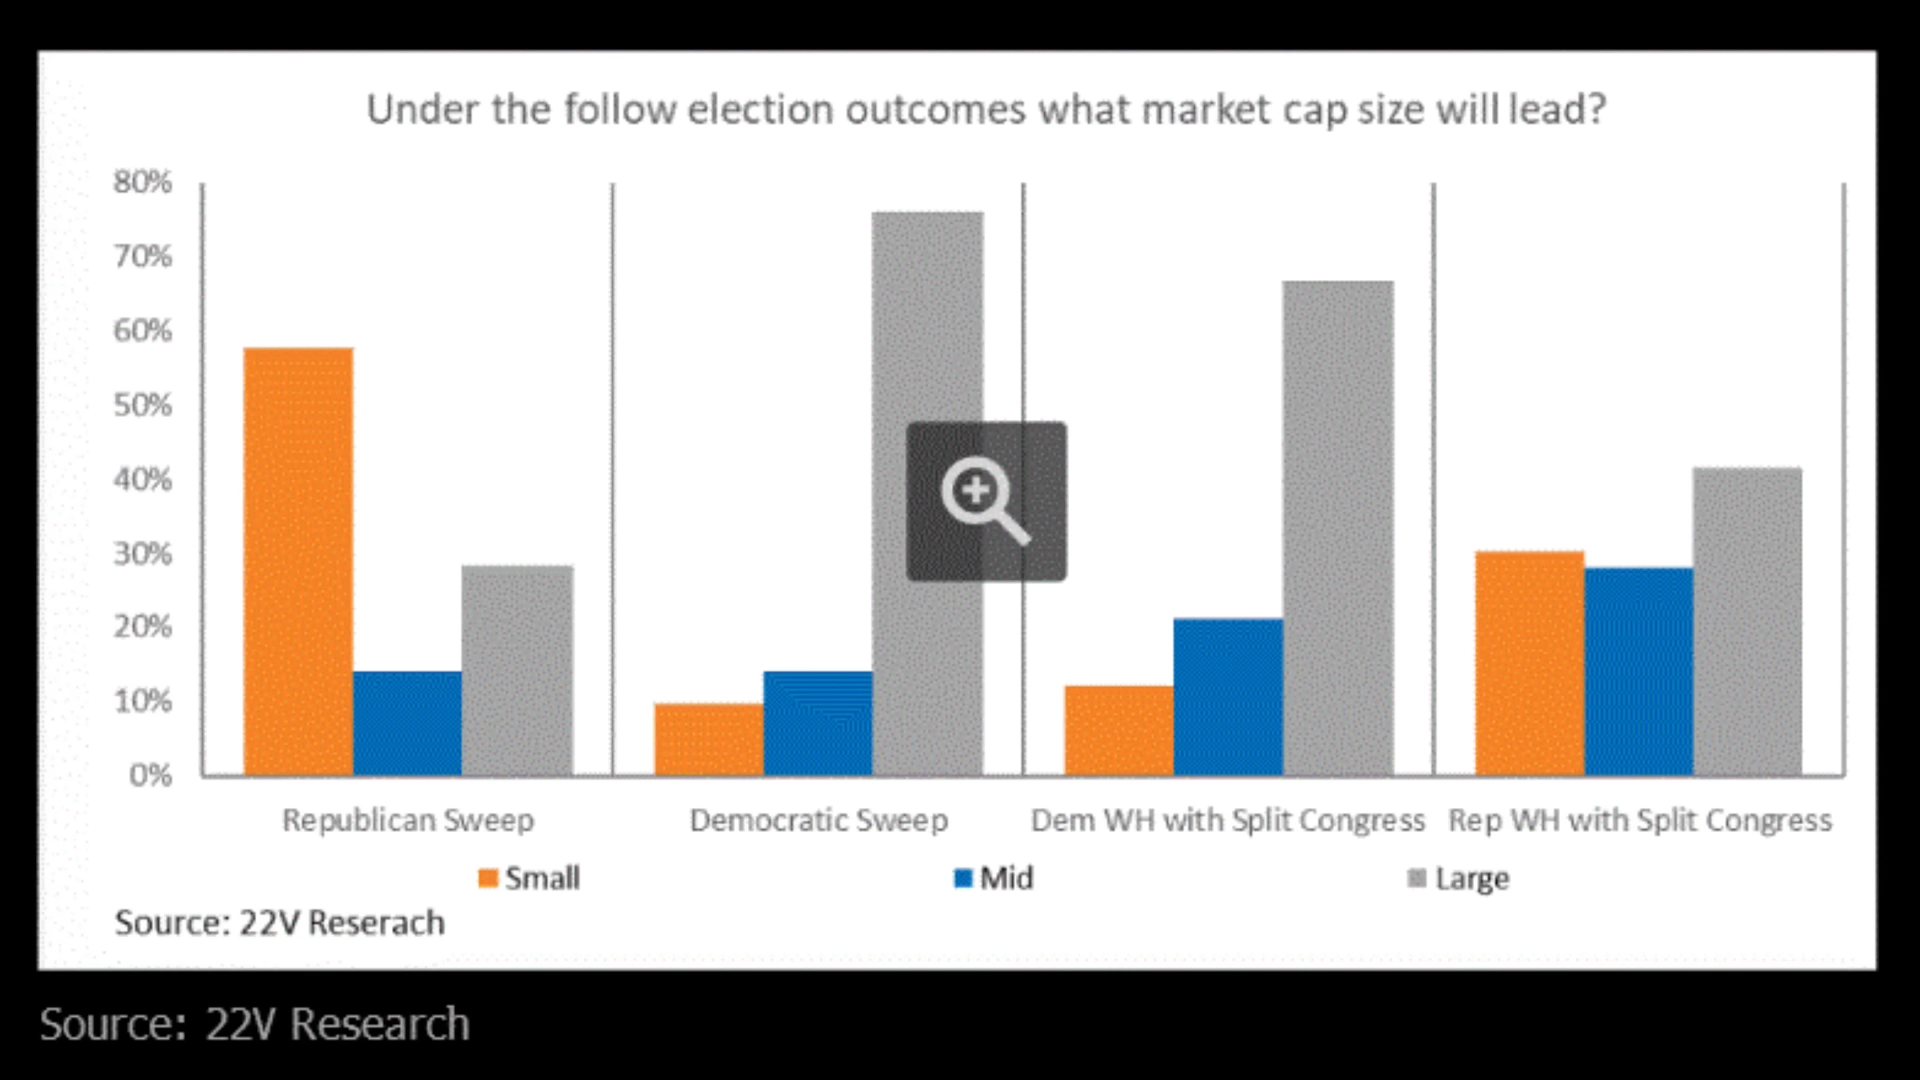 Under the follow election outcomes what market cap size will lead?
80%
70%
60%
50%
40%
30%
20%
10%
0%
Republican Sweep Democratic Sweep Dem WH with Split Congress Rep WH with Split Congress
Small Mid Large
Source: 22V Reserach
Source: 22V Research